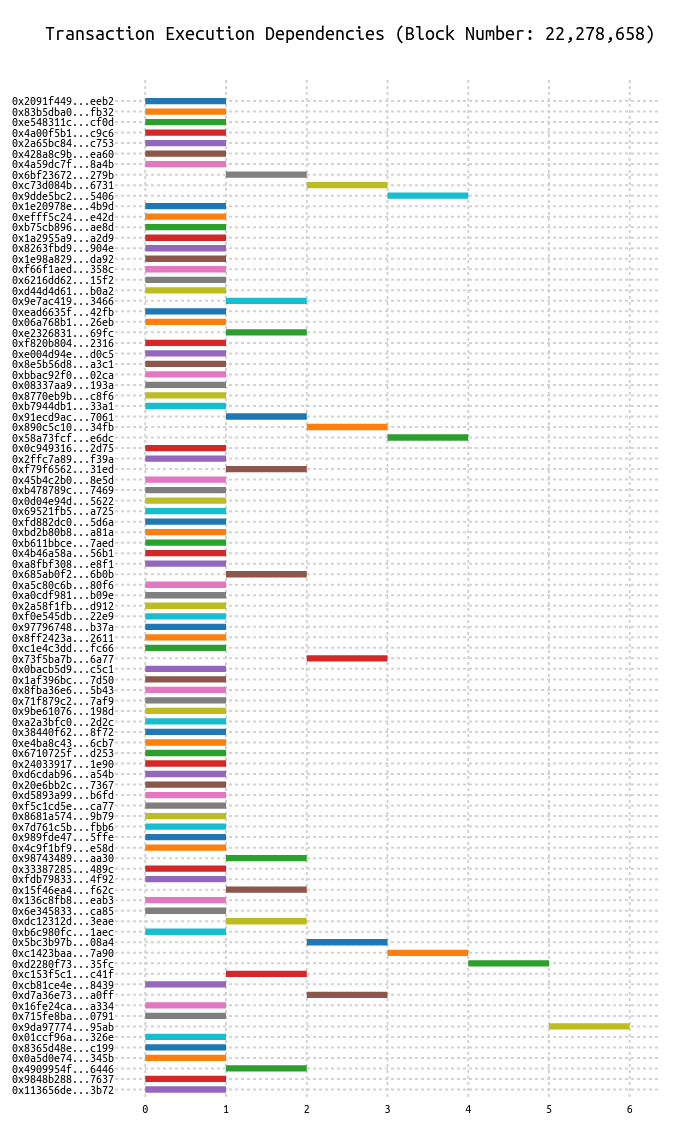 Transaction Execution Dependencies (Block Number: 22,278,658)
0x2091f449...eeb2
0x83b5dba0...fb32
0xe548311c...cf0d
0x4a00f5b1...c9c6
0x2a65bc84...c753
0x428a8c9b...ea60
0x4a59dc7f...8a4b
0x6bf23672...279b
0xc73d084b...6731
0x9dde5bc2...5406
0x1e20978e...4b9d
0xefff5c24...e42d
0xb75cb896...ae8d
0x1a2955a9...a2d9
0x8263fbd9...904e
0x1e98a829...da92
0xf66f1aed...358c
0x6216dd62...15f2
0xd44d4d61...b0a2
0x9e7ac419...3466
0xead6635f...42fb
0x06a768b1...26eb
0xe2326831...69fc
0xf820b804...2316
0xe004d94e...d0c5
0x8e5b56d8...a3c1
0xbbac92f0...02ca
0x08337aa9...193a
0x8770eb9b...c8f6
0xb7944db1...33a1
0x91ecd9ac...7061
0x890c5c10...34fb
0x58a73fcf...e6dc
0x0c949316...2d75
0x2ffc7a89...f39a
0xf79f6562...31ed
0x45b4c2b0...8e5d
0xb478789c...7469
0x0d04e94d...5622
0x69521fb5...a725
0xfd882dc0...5d6a
0xbd2b80b8...a81a
0xb611bbce...7aed
0x4b46a58a...56b1
0xa8fbf308...e8f1
0x685ab0f2...6b0b
0xa5c80c6b...80f6
0xa0cdf981...b09e
0x2a58f1fb...d912
0xf0e545db...22e9
0x97796748...b37a
0x8ff2423a...2611
0xc1e4c3dd...fc66
0x73f5ba7b...6a77
0x0bacb5d9...c5c1
0x1af396bc...7d50
0x8fba36e6...5b43
0x71f879c2...7af9
0x9be61076...198d
0xa2a3bfc0...2d2c
0x38440f62...8f72
0xe4ba8c43...6cb7
0x6710725f...d253
0x24033917...1e90
0xd6cdab96...a54b
0x20e6bb2c...7367
0xd5893a99...b6fd
0xf5c1cd5e...ca77
0x8681a574...9b79
0x7d761c5b...fbb6
0x989fde47...5ffe
0x4c9f1bf9...e58d
0x98743489...aa30
0x33387285...489c
0xfdb79833...4f92
0x15f46ea4...f62c
0x136c8fb8...eab3
0x6e345833...ca85
0xdc12312d...3eae
0xb6c980fc...1aec
0x5bc3b97b...08a4
0xc1423baa...7a90
0xd2280f73...35fc
0xc153f5c1...c41f
0xcb81ce4e...8439
0xd7a36e73...a0ff
0x16fe24ca...a334
0x715fe8ba...0791
0x9da97774...95ab
0x01ccf96a...326e
0x8365d48e...c199
0x0a5d0e74...345b
0x4909954f...6446
0x9848b288...7637
0x113656de...3b72
0 1 2 3 4 5 6